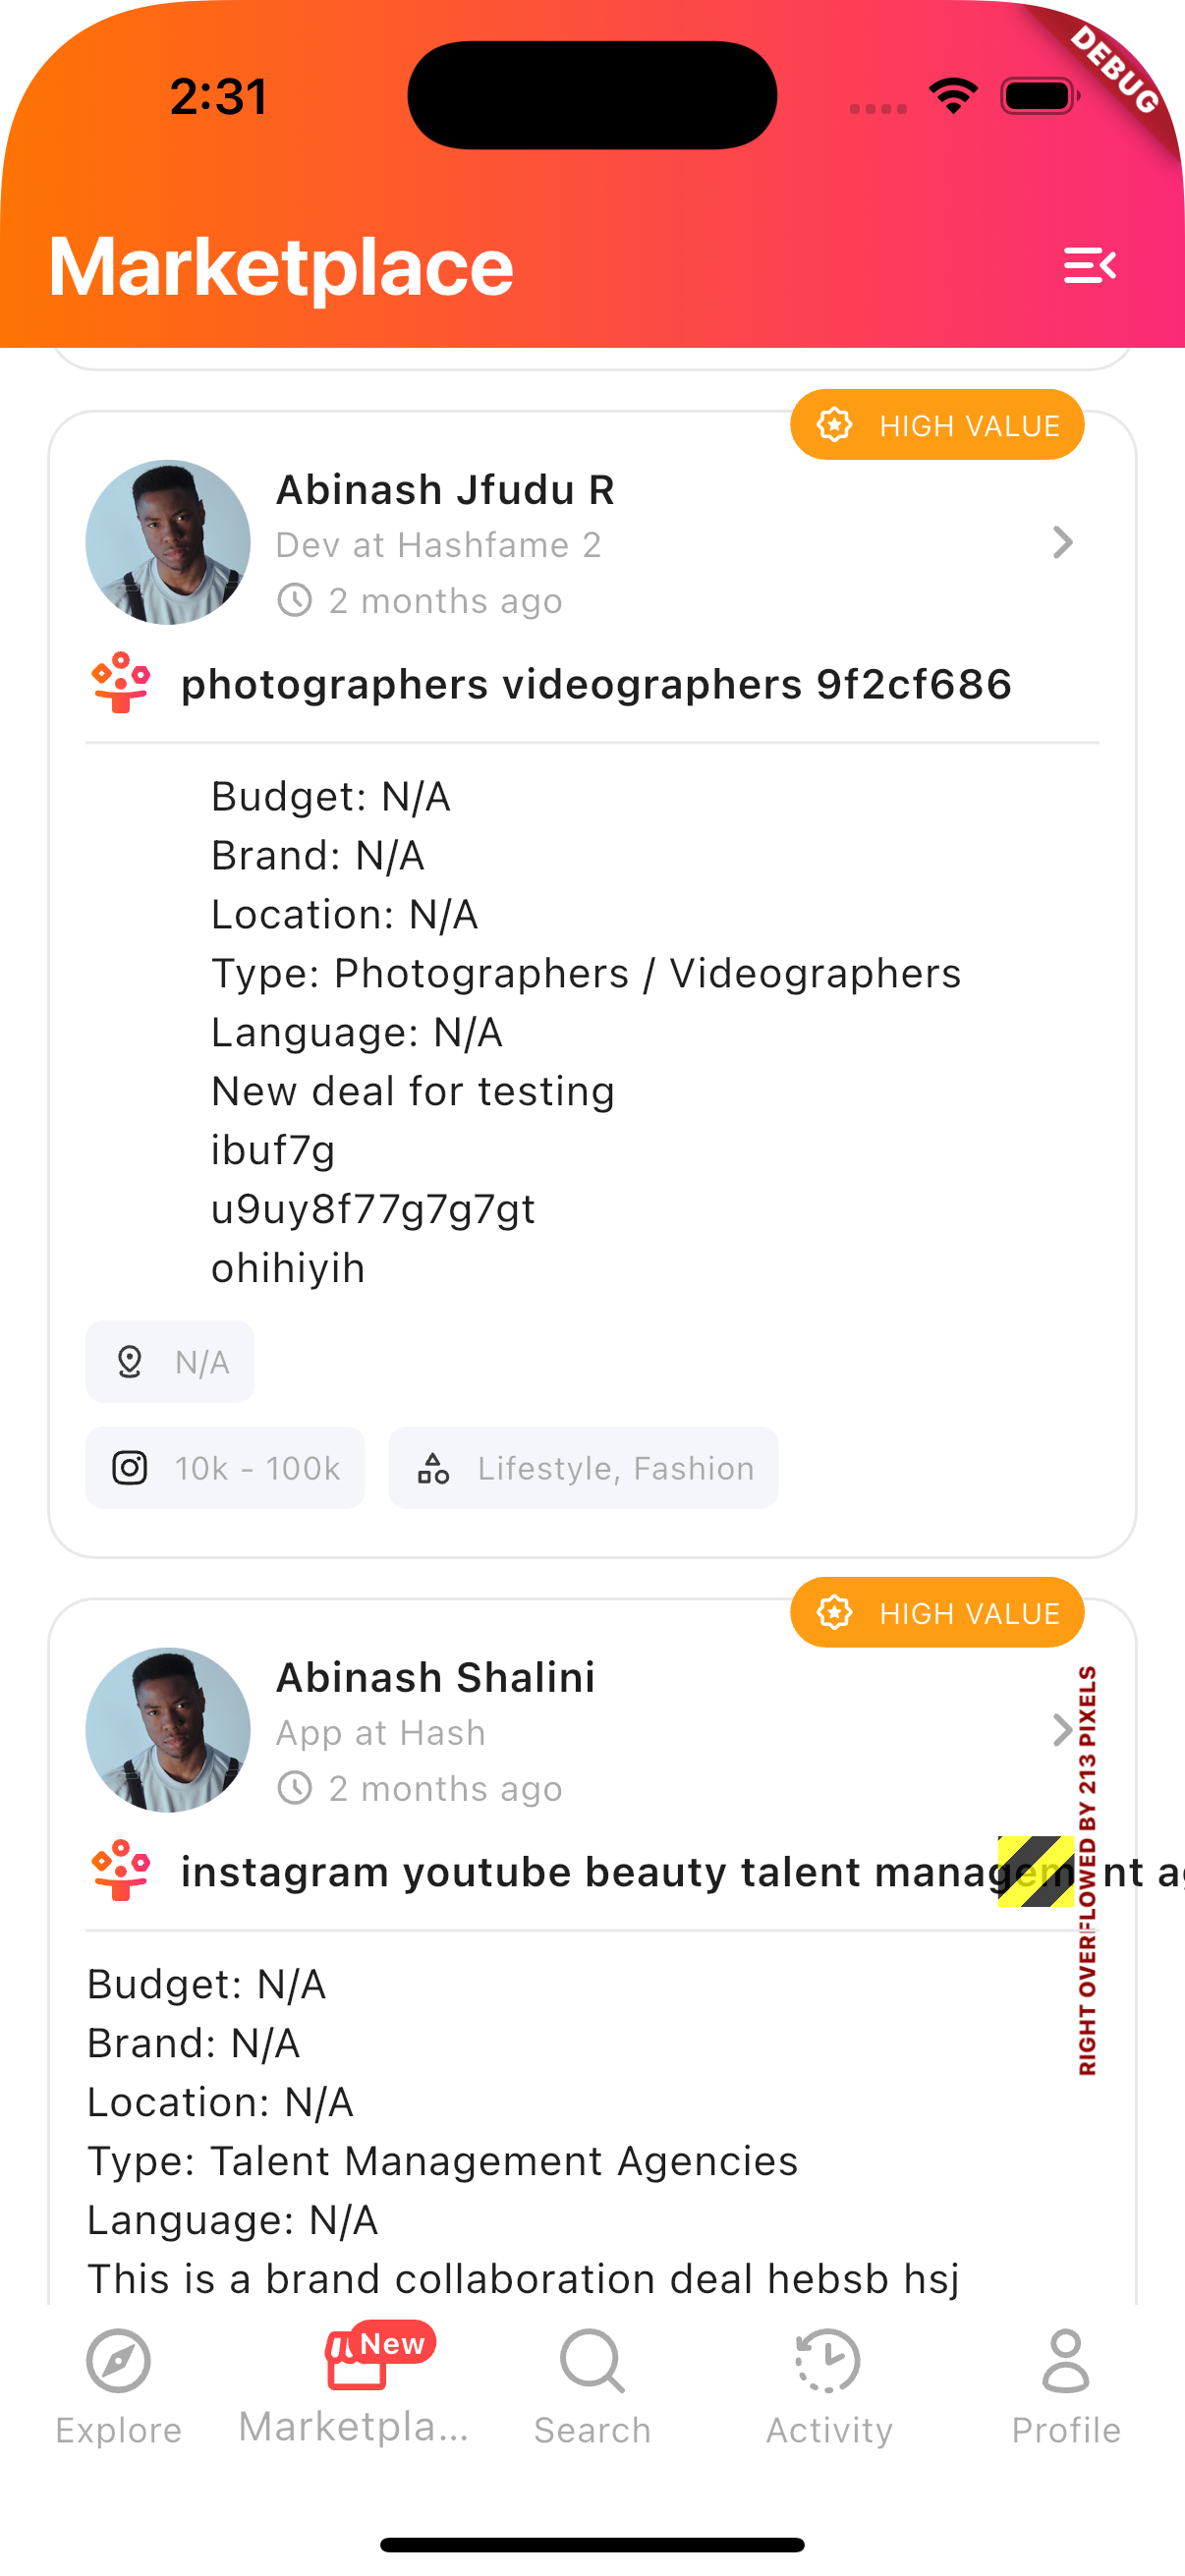 2:31
DEBUG
Marketplace
HIGH VALUE
Abinash Jfudu R
Dev at Hashfame 2
2 months ago
photographers videographers 9f2cf686
Budget: N/A
Brand: N/A
Location: N/A
Type: Photographers / Videographers
Language: N/A
New deal for testing
ibuf7g
u9uy8f77g7g7gt
ohihiyih
N/A
10k - 100k
Lifestyle, Fashion
HIGH VALUE
Abinash Shalini
App at Hash
2 months ago
instagram youtube beauty talent management ag
RIGHT OVERFLOWED BY 213 PIXELS
Budget: N/A
Brand: N/A
Location: N/A
Type: Talent Management Agencies
Language: N/A
This is a brand collaboration deal hebsb hsj
New
Explore
Marketpla...
Search
Activity
Profile